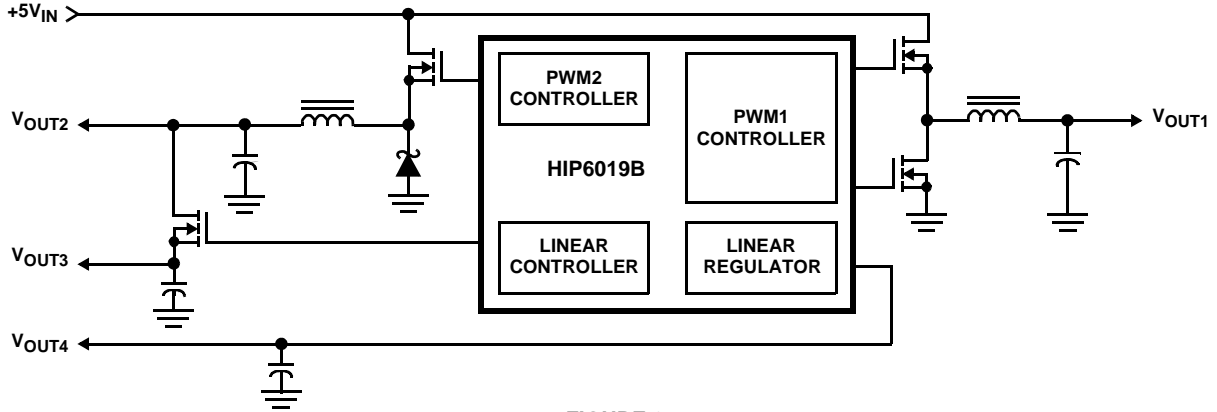 +5VIN
PWM2
CONTROLLER
PWM1
CONTROLLER
VOUT2
VOUT1
HIP6019B
VOUT3
LINEAR
CONTROLLER
LINEAR
REGULATOR
VOUT4